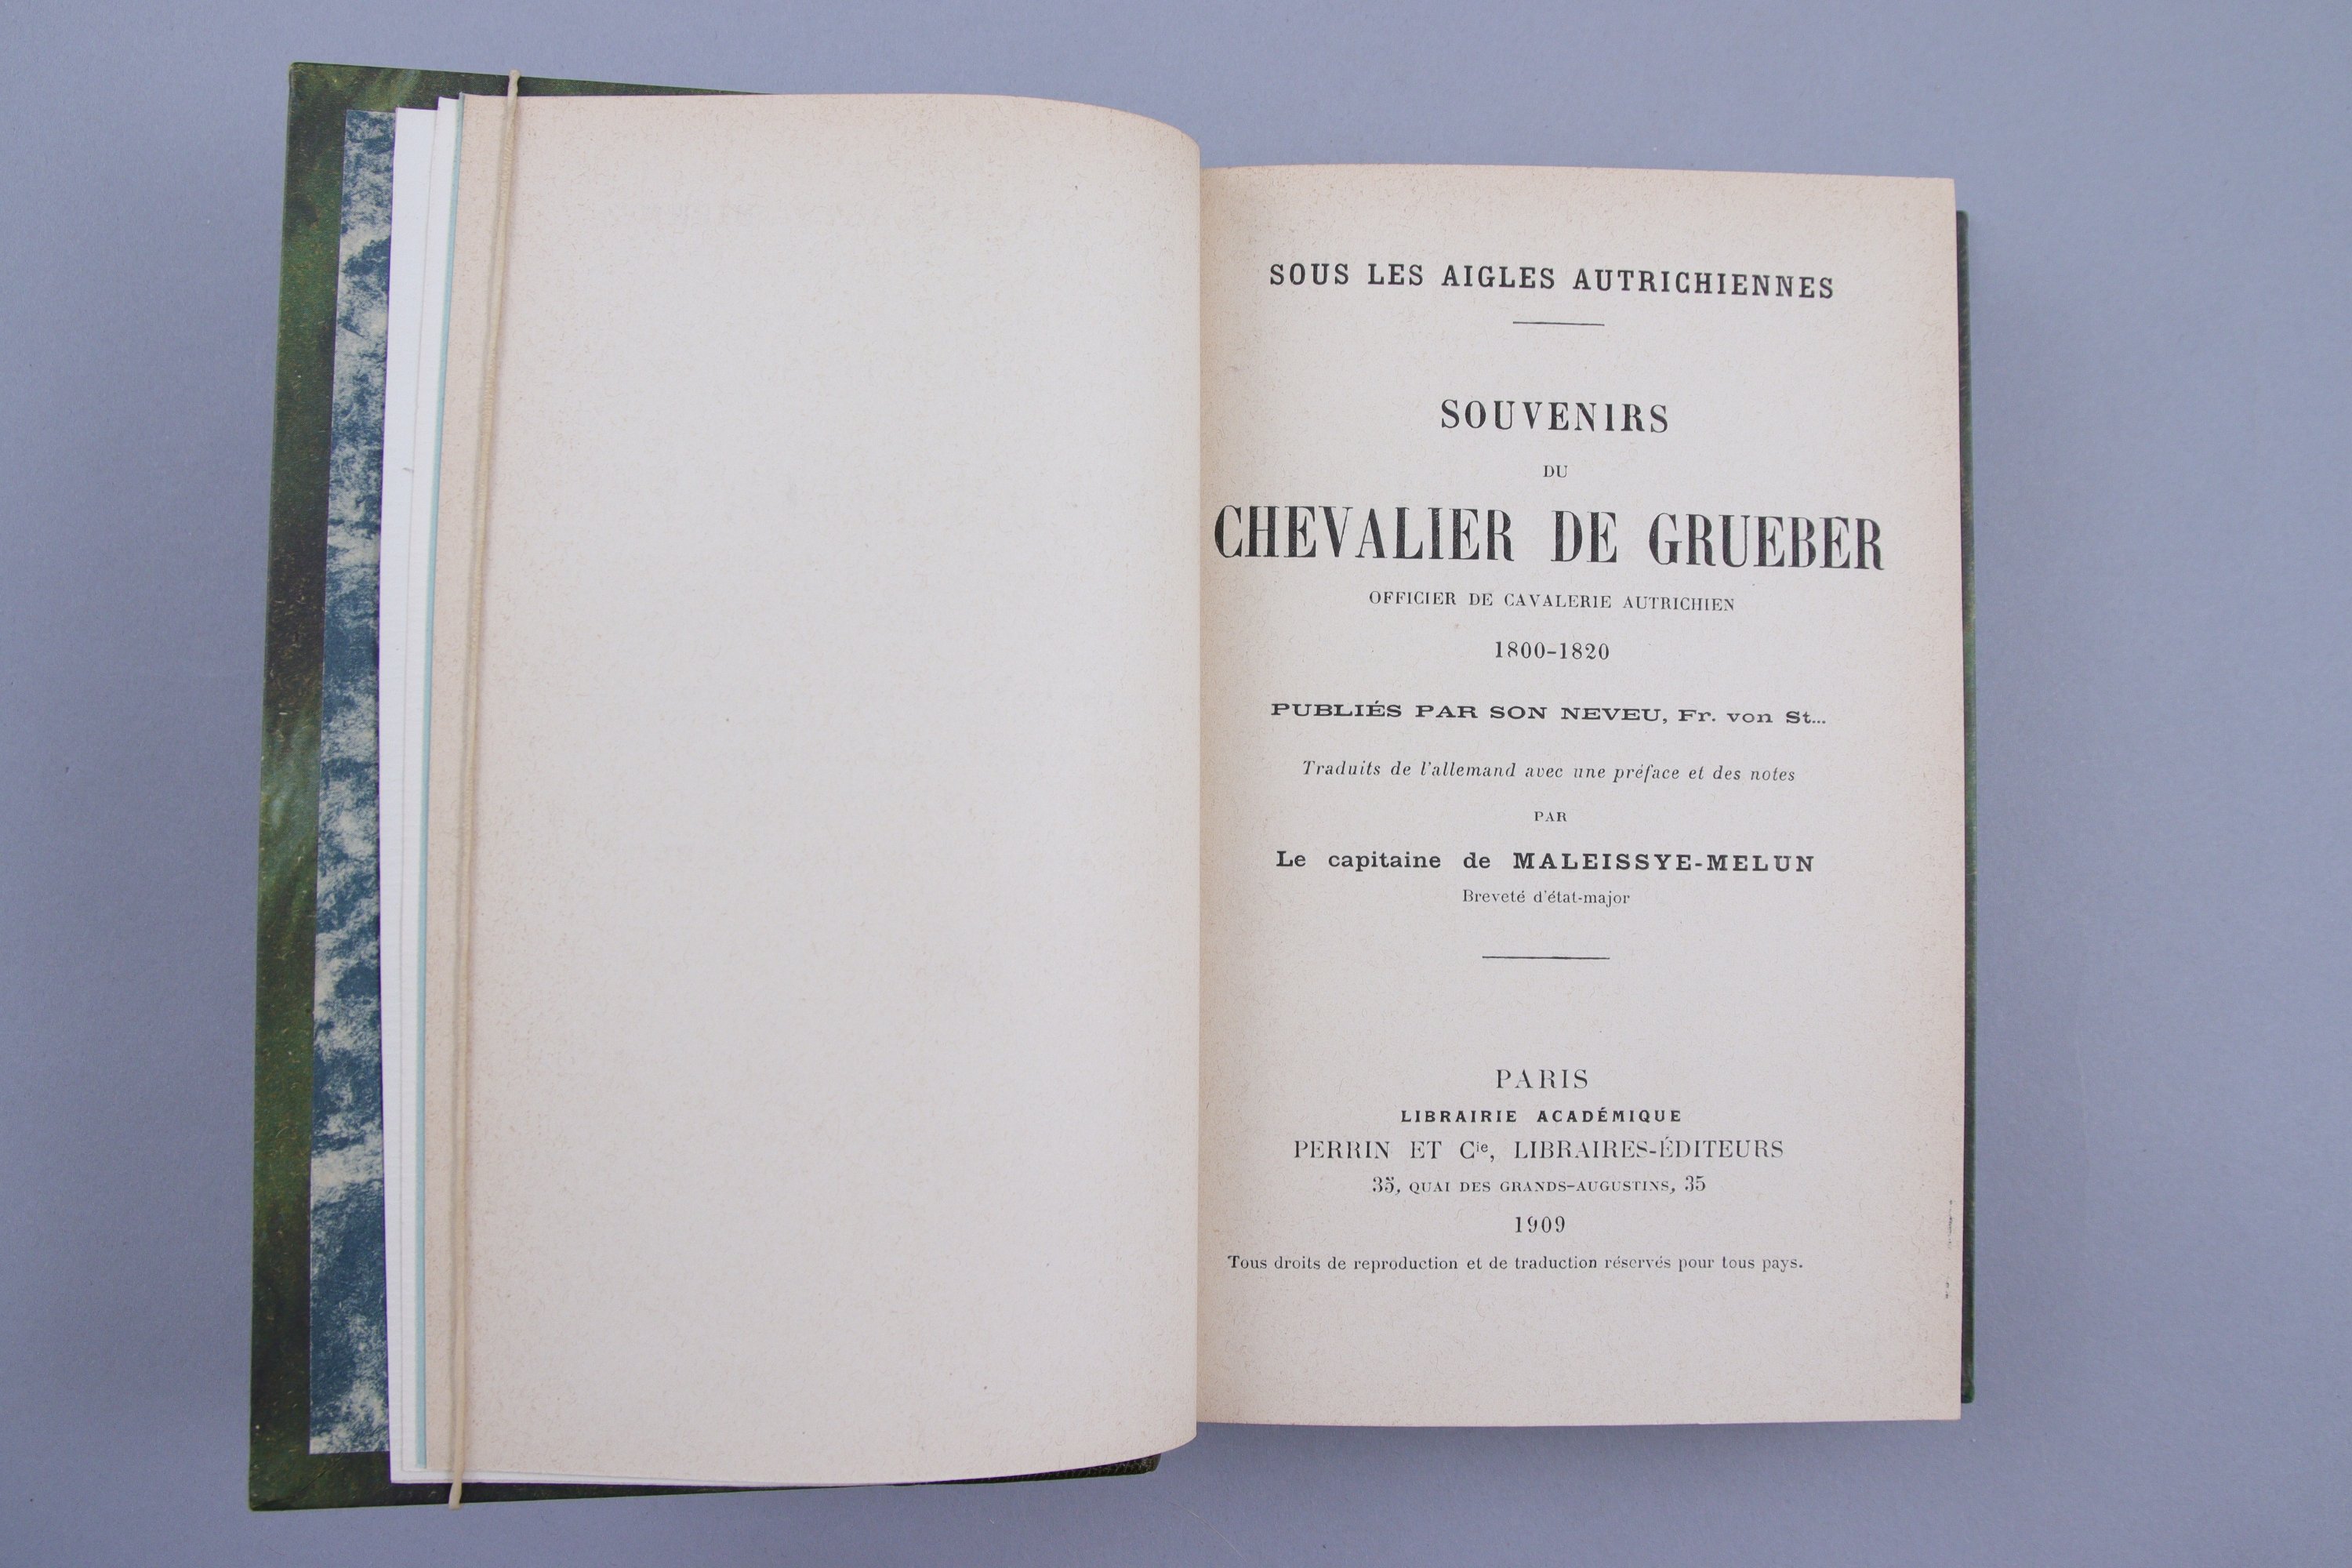 SOUS LES AIGLES AUTRICHIENNES
SOUVENIRS
DU
CHEVALIER DE GRUEBER
OFFICIER DE CAVALERIE AUTRICHIEN
1800-1820
PUBLIÉS PAR SON NEVEU, Fr. von St...
Traduits de l'allemand avec une préface et des notes
PAR
Le capitaine de MALEISSYE-MELUN
Breveté d'état-major
PARIS
LIBRAIRIE ACADÉMIQUE
PERRIN ET Cie, LIBRAIRES-ÉDITEURS
35, QUAI DES GRANDS-AUGUSTINS, 35
1909
Tous droits de reproduction et de traduction réservés pour tous pays.